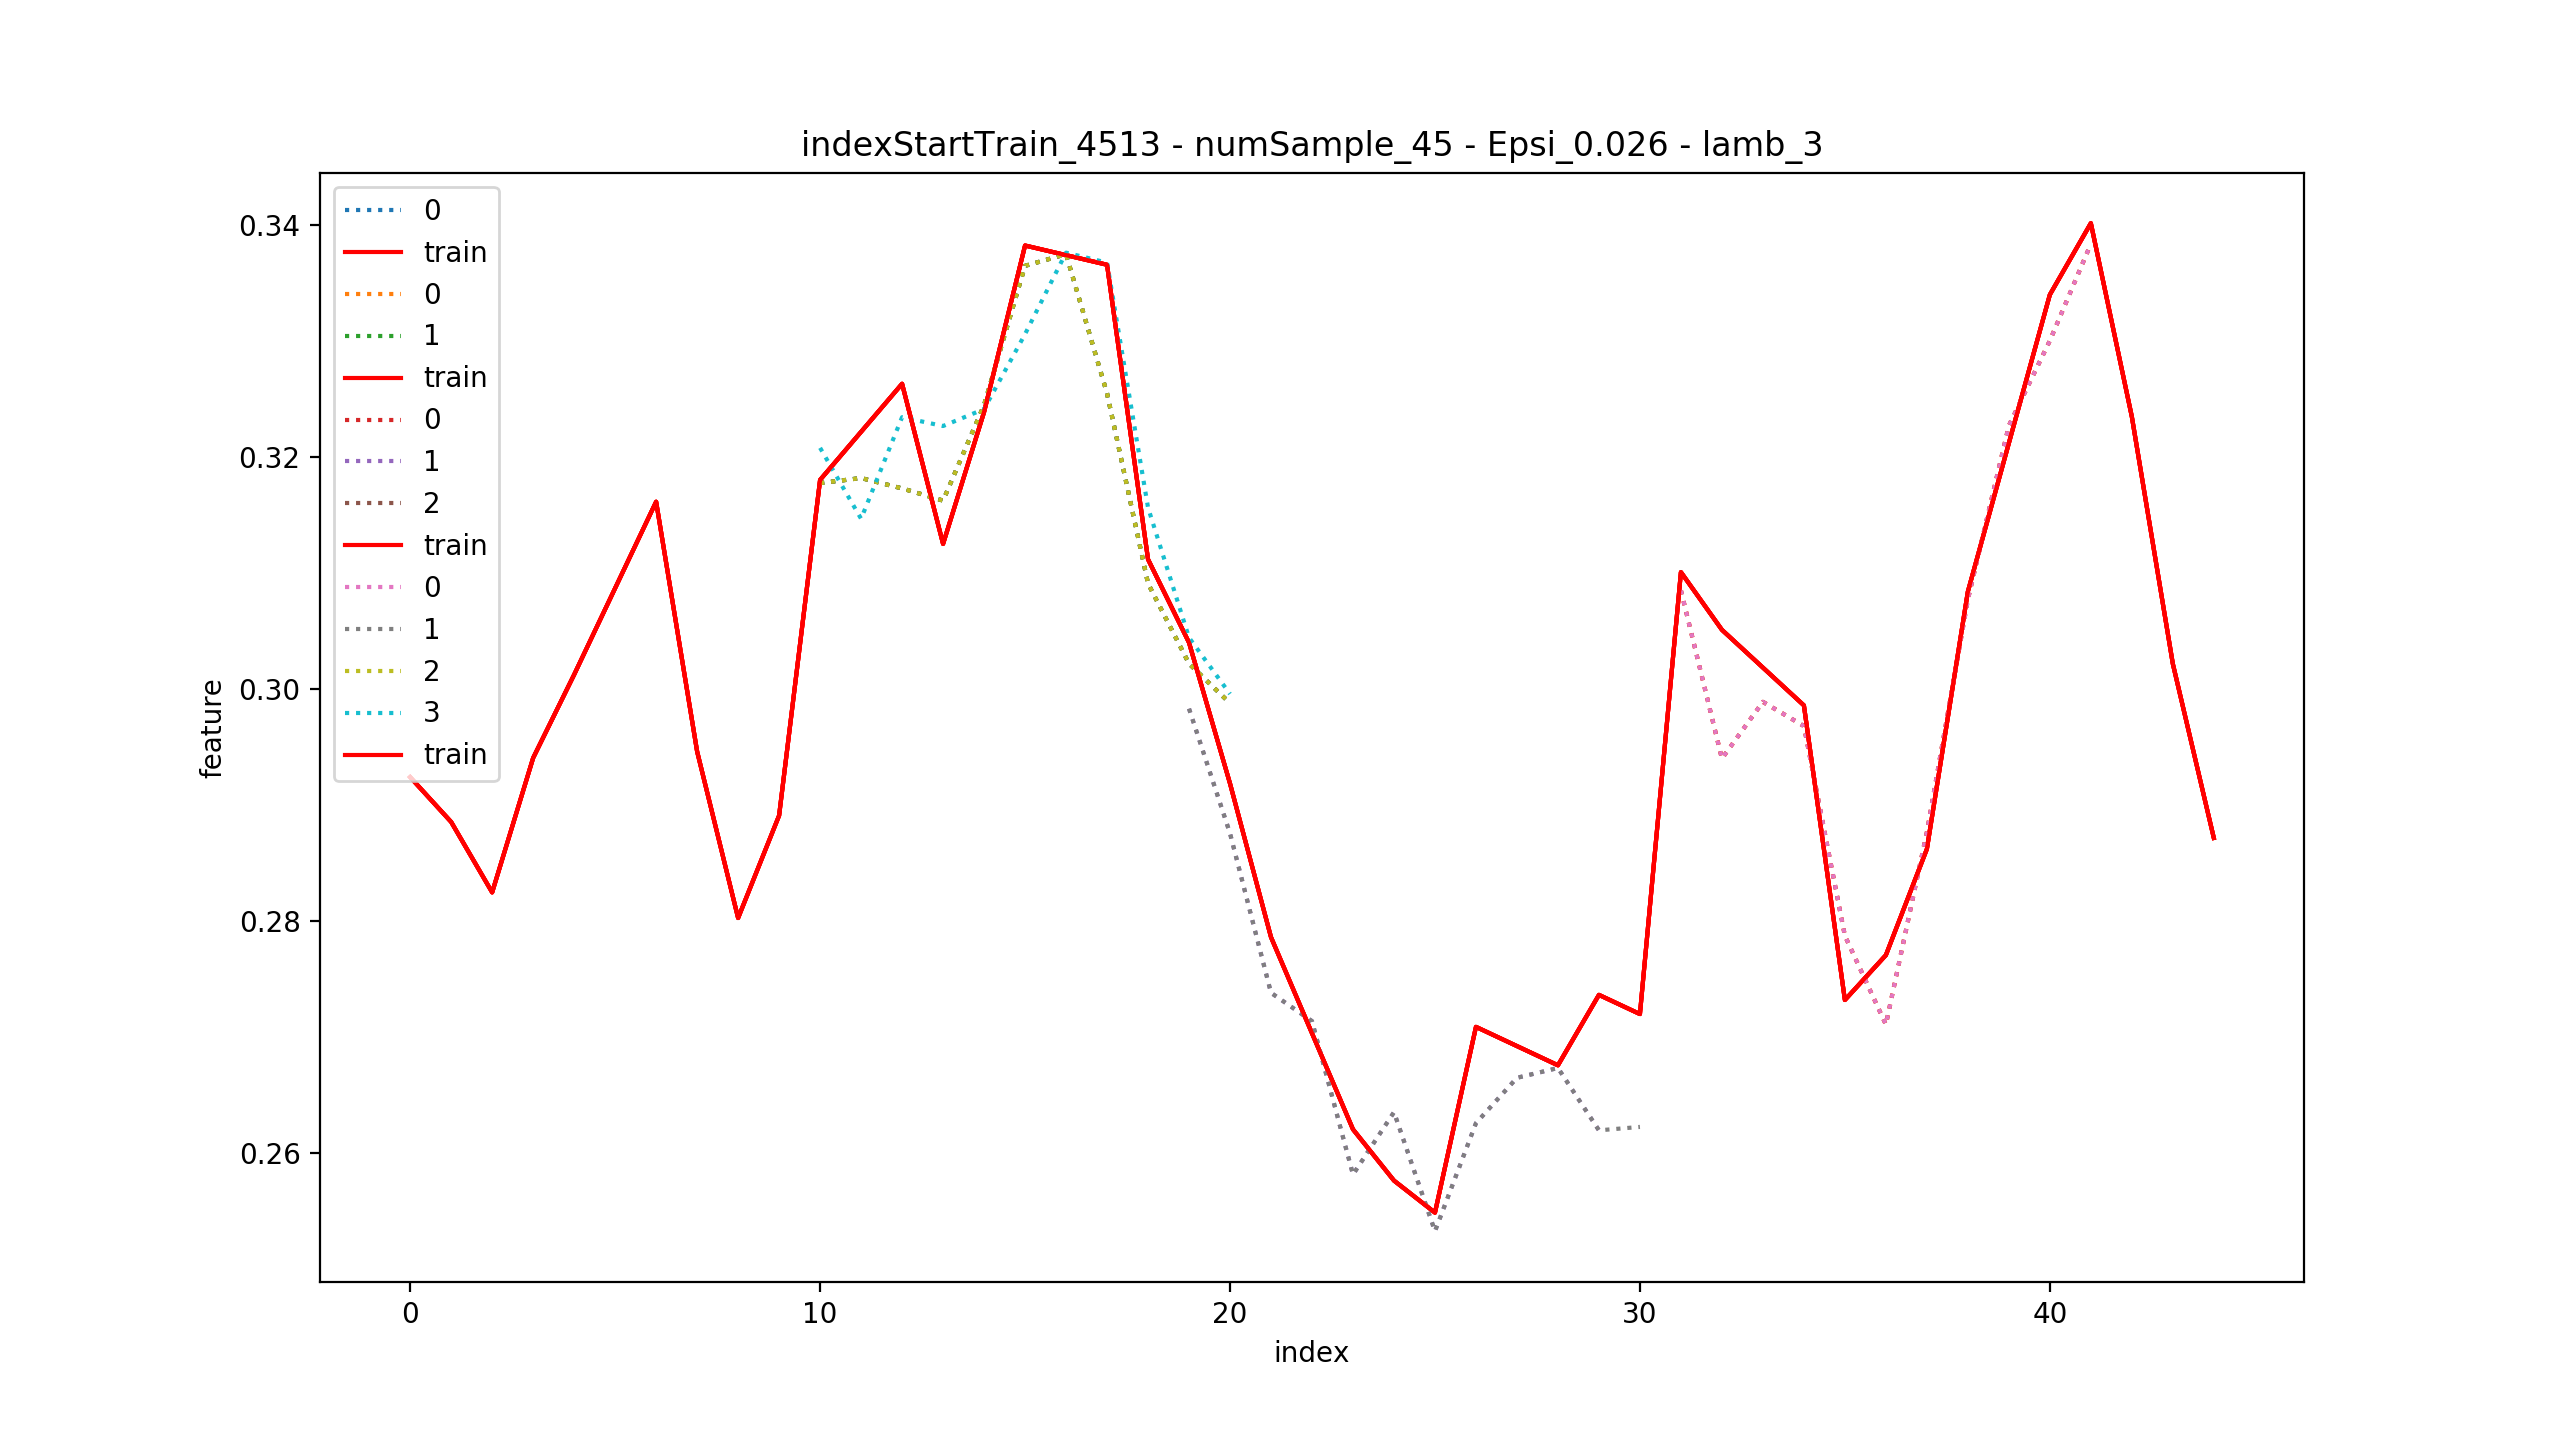 indexStartTrain_4513 - numSample_45 - Epsi_0.026 - lamb_3
0
train
0
1
train
0
1
2
train
0
1
2
3
train
0.34
0.32
0.30
0.28
0.26
feature
0 10 20 30 40
index